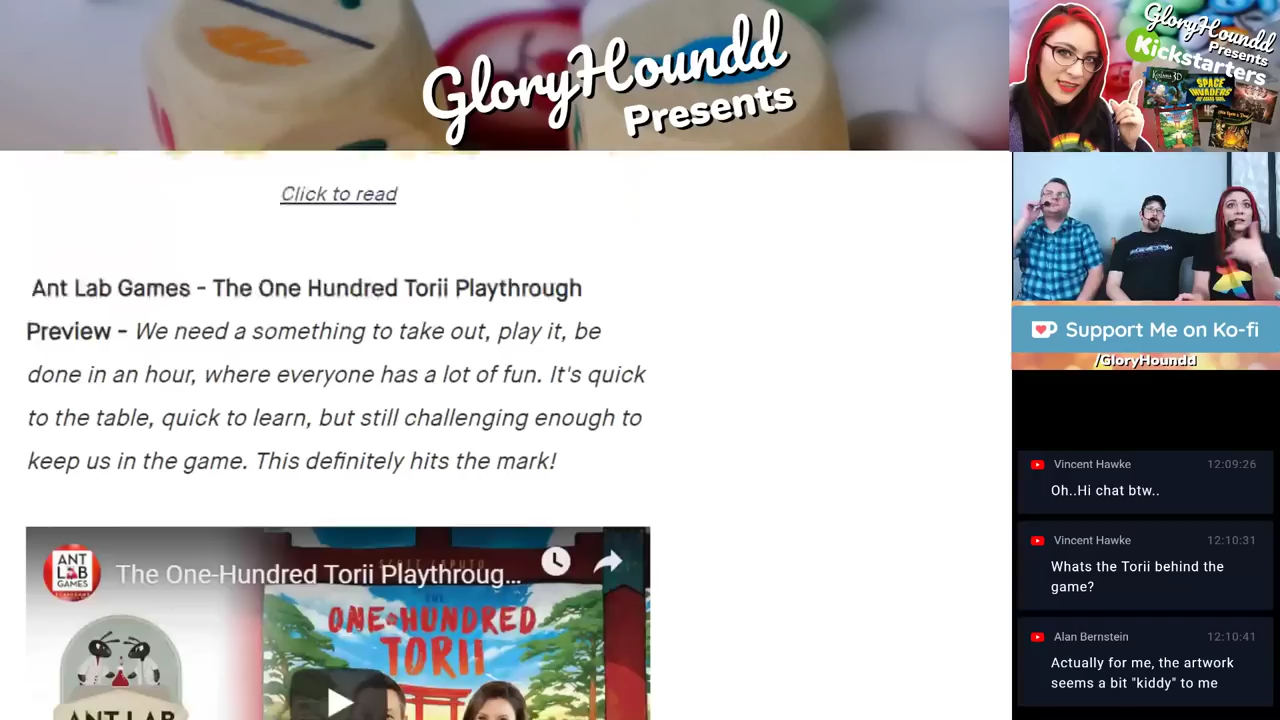 GloryHoundd
Presents
GloryHoundd
Presents
Kickstarters
SPACE
INVADERS
Click to read
Ant Lab Games - The One Hundred Torii Playthrough
Preview - We need a something to take out, play it, be
done in an hour, where everyone has a lot of fun. It's quick
to the table, quick to learn, but still challenging enough to
keep us in the game. This definitely hits the mark!
ANT
LAB
GAMES
The One-Hundred Torii Playthroug...
THE
ONE-HUNDRED
TORII
ANT LAB
Support Me on Ko-fi
/GloryHoundd
Vincent Hawke 12:09:26
Oh..Hi chat btw..
Vincent Hawke 12:10:31
Whats the Torii behind the
game?
Alan Bernstein 12:10:41
Actually for me, the artwork
seems a bit "kiddy" to me